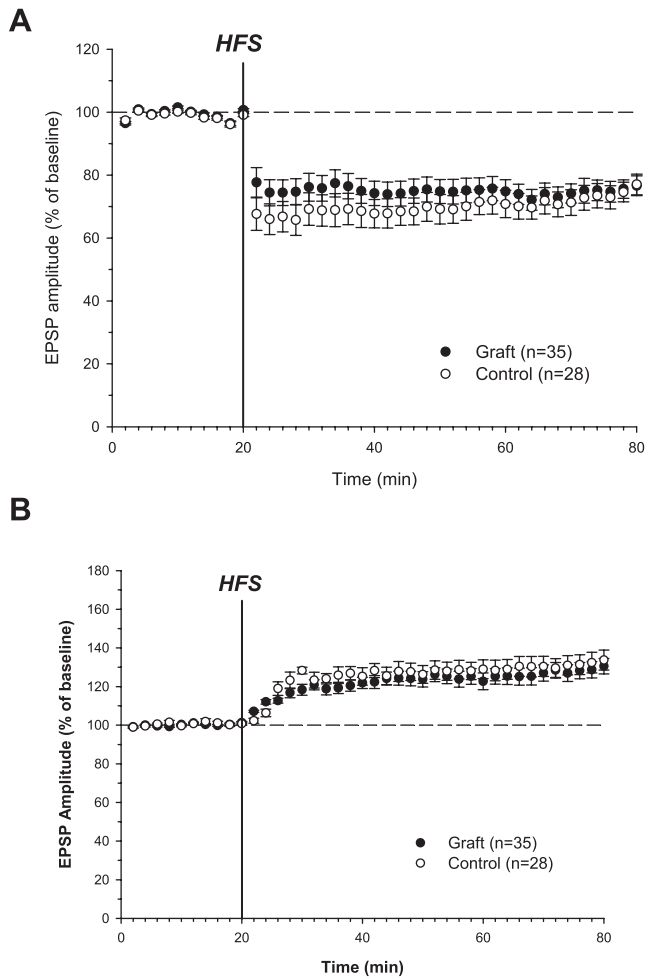 A
HFS
120
100
80
60
40
20
0
EPSP amplitude (% of baseline)
Graft (n=35)
Control (n=28)
0 20 40 60 80
Time (min)
B
HFS
180
160
140
120
100
80
60
40
20
0
EPSP Amplitude (% of baseline)
Graft (n=35)
Control (n=28)
0 20 40 60 80
Time (min)